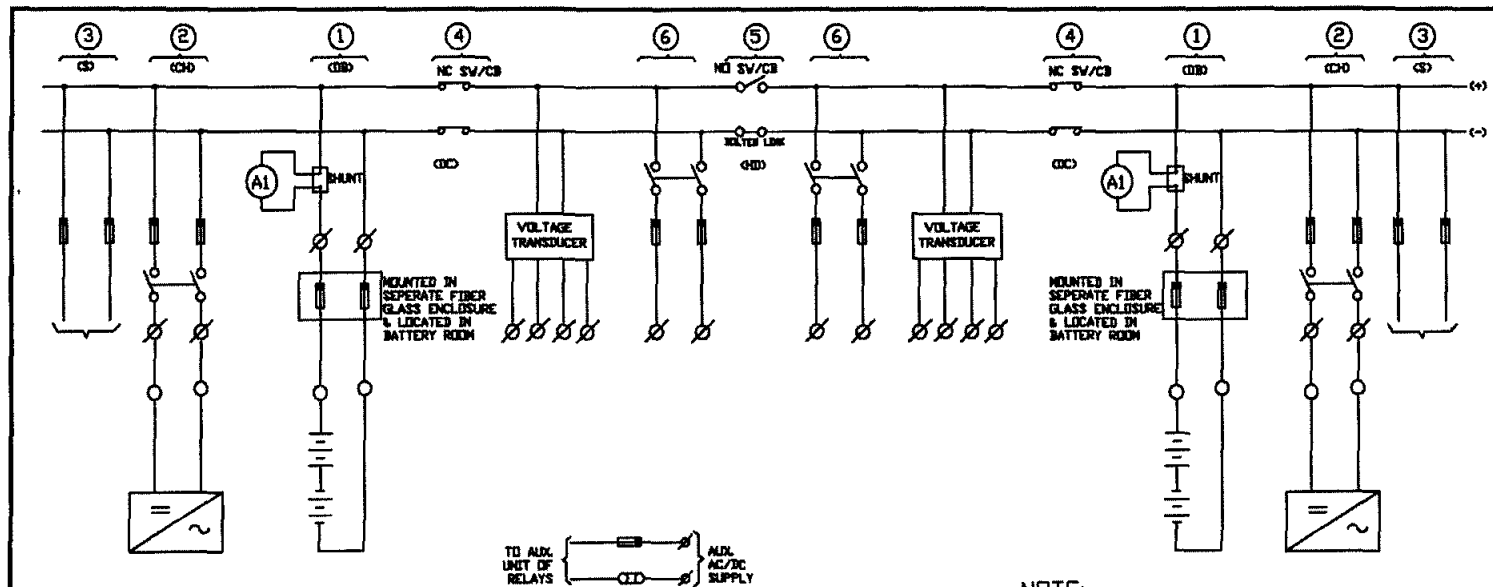 3 2 1 4 6 5 6 4 1 2 3
(S) (CH) (DB) NC SW/CB NO SW/CB NC SW/CB (DB) (CH) (S)
(+)
(-)
BOLTED LINK
(DC) (HD) (DC)
A1 SHUNT A1 SHUNT
VOLTAGE
TRANSDUCER
VOLTAGE
TRANSDUCER
MOUNTED IN
SEPERATE FIBER
GLASS ENCLOSURE
& LOCATED IN
BATTERY ROOM
MOUNTED IN
SEPERATE FIBER
GLASS ENCLOSURE
& LOCATED IN
BATTERY ROOM
TO AUX.
UNIT OF
RELAYS
AUX.
AC/DC
SUPPLY
NOTE: